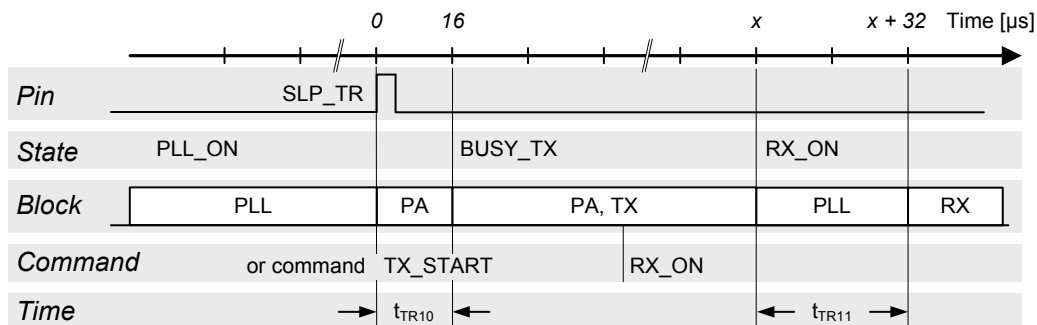 0 16 x x + 32 Time [µs]
Pin SLP_TR
State PLL_ON BUSY_TX RX_ON
Block PLL PA PA, TX PLL RX
Command or command TX_START RX_ON
Time tTR10 tTR11